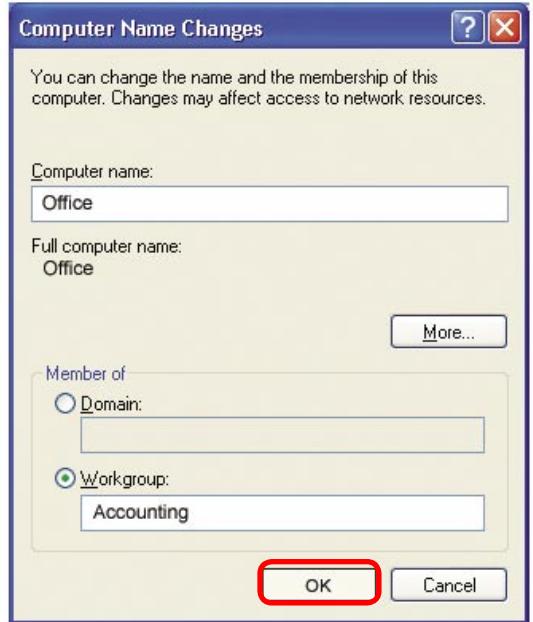 Computer Name Changes
You can change the name and the membership of this
computer. Changes may affect access to network resources.
Computer name:
Office
Full computer name:
Office
More...
Member of
Domain:
Workgroup:
Accounting
OK Cancel